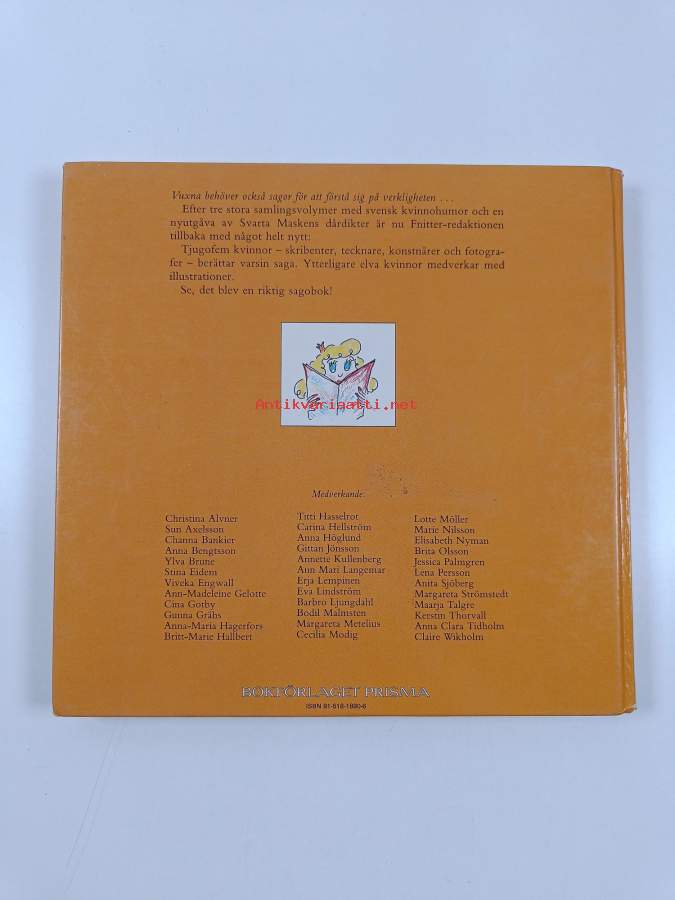 Vuxna behöver också sagor för att förstå sig på verkligheten . . .
Efter tre stora samlingsvolymer med svensk kvinnohumor och en
nyutgåva av Svarta Maskens dårdikter är nu Fnitter-redaktionen
tillbaka med något helt nytt:
Tjugofem kvinnor – skribenter, tecknare, konstnärer och fotogra-
fer – berättar varsin saga. Ytterligare elva kvinnor medverkar med
illustrationer.
Se, det blev en riktig sagobok!
Antikvariaatti.net
Medverkande:
Christina Alvner
Sun Axelsson
Channa Bankier
Anna Bengtsson
Ylva Brune
Stina Eidem
Viveka Engwall
Ann-Madeleine Gelotte
Cina Gotby
Gunna Grähs
Anna-Maria Hagerfors
Britt-Marie Hallbert
Titti Hasselrot
Carina Hellström
Anna Höglund
Gittan Jönsson
Annette Kullenberg
Ann Mari Langemar
Erja Lempinen
Eva Lindström
Barbro Ljungdahl
Bodil Malmsten
Margareta Metelius
Cecilia Modig
Lotte Möller
Marie Nilsson
Elisabeth Nyman
Brita Olsson
Jessica Palmgren
Lena Persson
Anita Sjöberg
Margareta Strömstedt
Maarja Talgre
Kerstin Thorvall
Anna Clara Tidholm
Claire Wikholm
BOKFÖRLAGET PRISMA
ISBN 91-518-1880-6